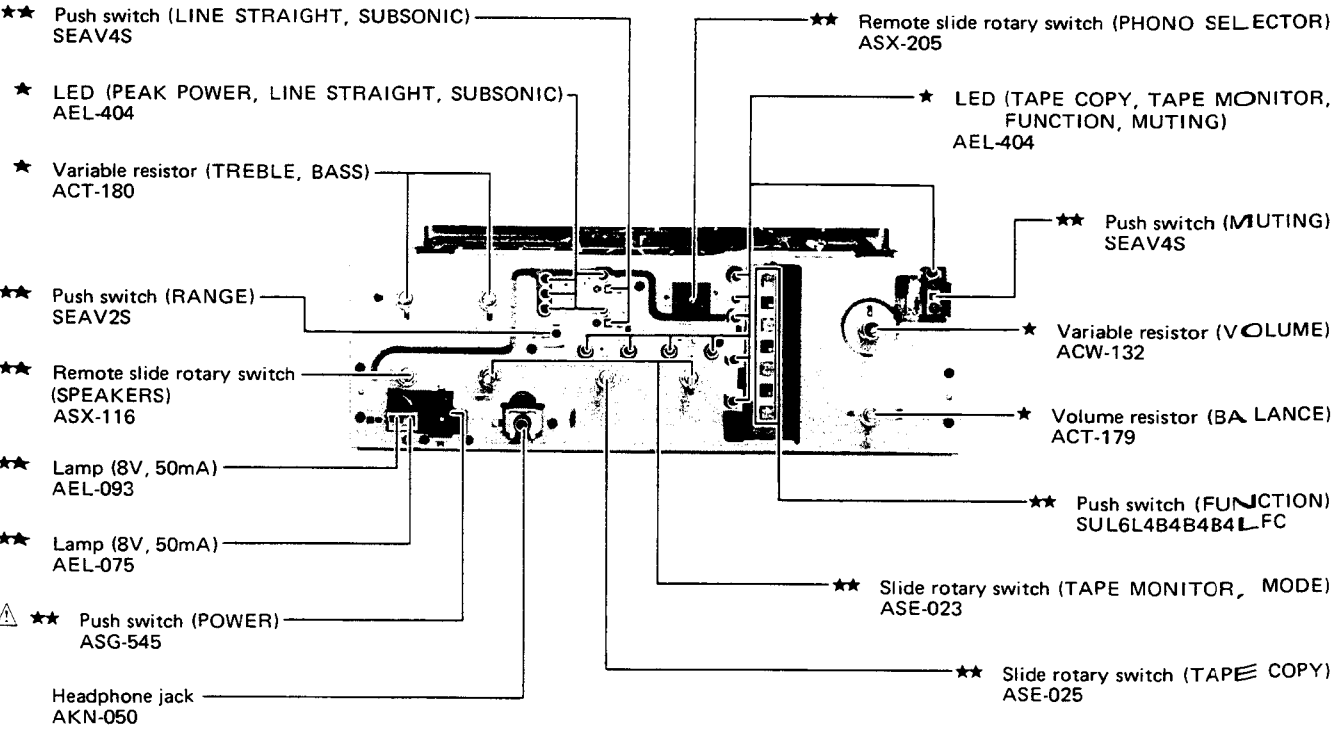 ★★ Push switch (LINE STRAIGHT, SUBSONIC)
SEAV4S
★ LED (PEAK POWER, LINE STRAIGHT, SUBSONIC)
AEL-404
★ Variable resistor (TREBLE, BASS)
ACT-180
★★ Push switch (RANGE)
SEAV2S
★★ Remote slide rotary switch
(SPEAKERS)
ASX-116
★★ Lamp (8V, 50mA)
AEL-093
★★ Lamp (8V, 50mA)
AEL-075
⚠ ★★ Push switch (POWER)
ASG-545
Headphone jack
AKN-050
★★ Remote slide rotary switch (PHONO SELECTOR)
ASX-205
★ LED (TAPE COPY, TAPE MONITOR,
FUNCTION, MUTING)
AEL-404
★★ Push switch (MUTING)
SEAV4S
★ Variable resistor (VOLUME)
ACW-132
★ Volume resistor (BALANCE)
ACT-179
★★ Push switch (FUNCTION)
SUL6L4B4B4B4LFC
★★ Slide rotary switch (TAPE MONITOR, MODE)
ASE-023
★★ Slide rotary switch (TAPE COPY)
ASE-025